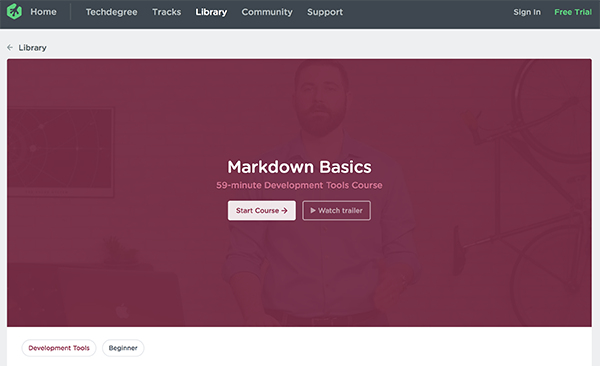 Home Techdegree Tracks Library Community Support Sign In Free Trial
← Library
Markdown Basics
59-minute Development Tools Course
Start Course → ▶ Watch trailer
Development Tools Beginner